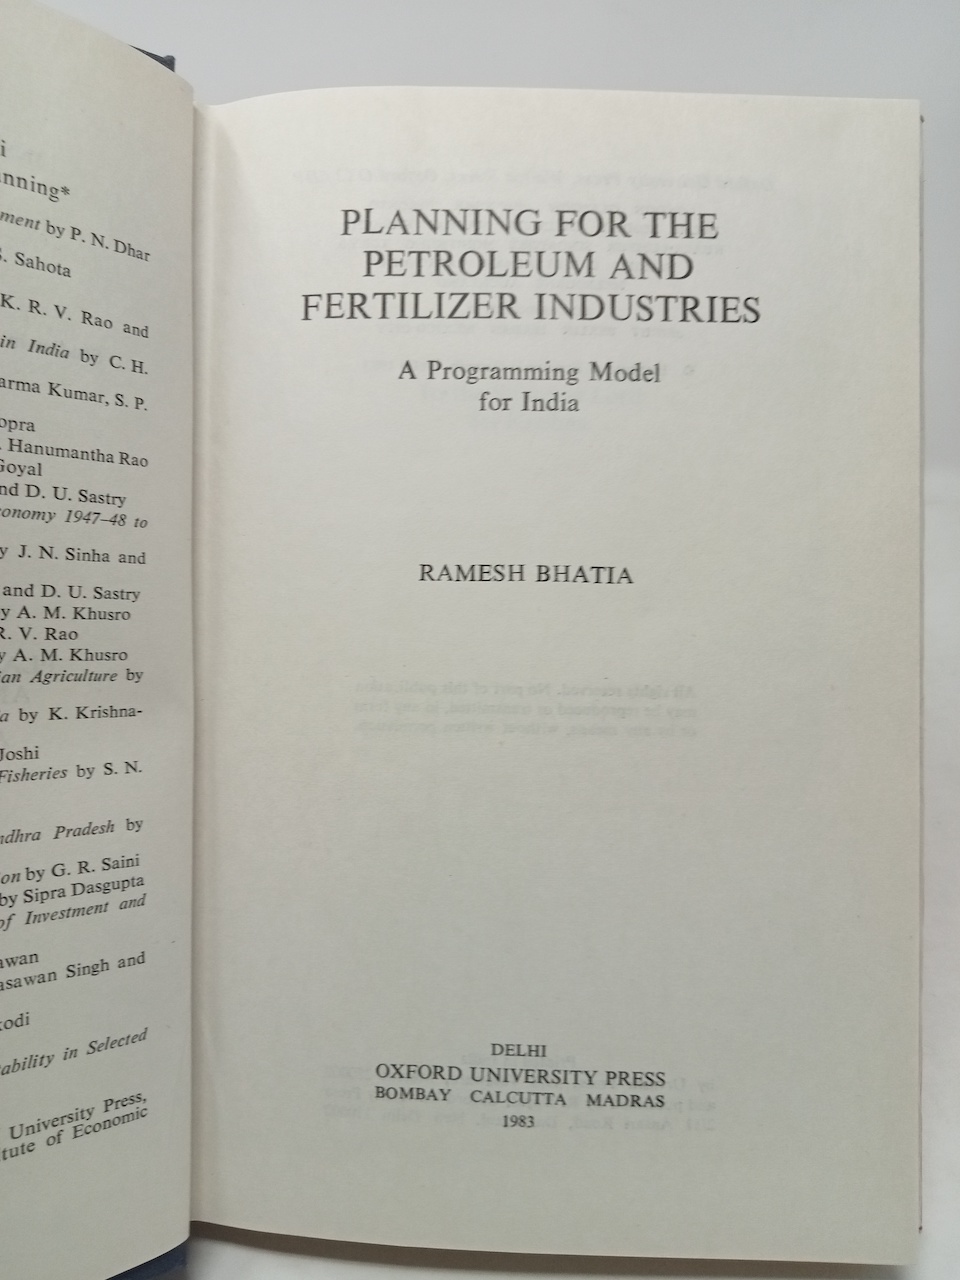 nning*
ment by P. N. Dhar
S. Sahota
K. R. V. Rao and
in India by C. H.
arma Kumar, S. P.
opra
. Hanumantha Rao
Goyal
nd D. U. Sastry
onomy 1947–48 to
y J. N. Sinha and
and D. U. Sastry
y A. M. Khusro
R. V. Rao
y A. M. Khusro
ian Agriculture by
a by K. Krishna-
Joshi
Fisheries by S. N.
ndhra Pradesh by
on by G. R. Saini
by Sipra Dasgupta
of Investment and
awan
asawan Singh and
kodi
ability in Selected
University Press,
tute of Economic
PLANNING FOR THE
PETROLEUM AND
FERTILIZER INDUSTRIES
A Programming Model
for India
RAMESH BHATIA
DELHI
OXFORD UNIVERSITY PRESS
BOMBAY CALCUTTA MADRAS
1983